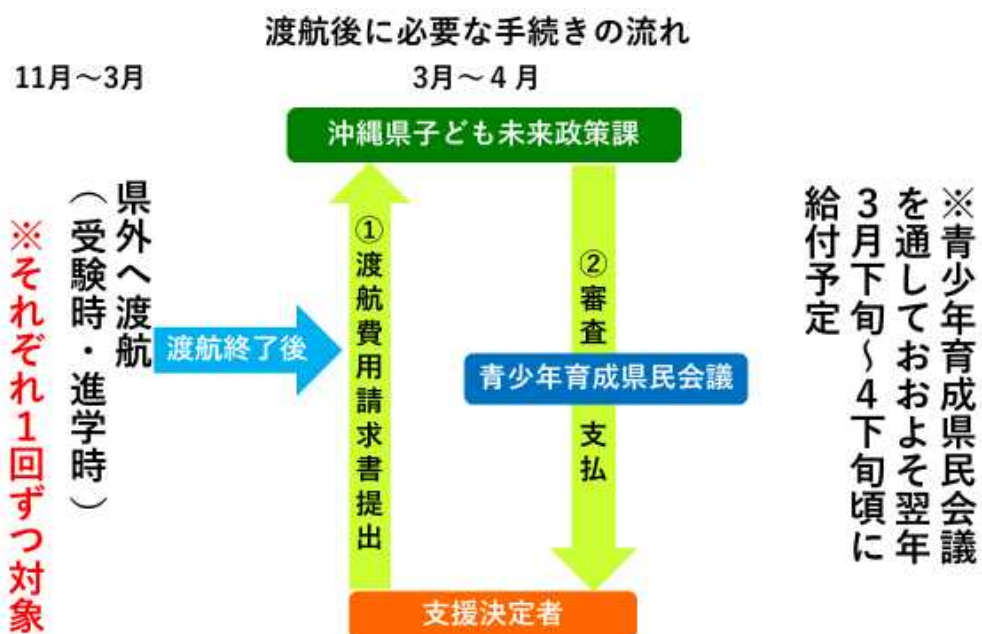 渡航後に必要な手続きの流れ
11月～3月
3月～４月
沖縄県子ども未来政策課
県外へ渡航
（受験時・進学時）
※それぞれ１回ずつ対象
渡航終了後
①渡航費用請求書提出
②審査
青少年育成県民会議
支払
支援決定者
※青少年育成県民会議
を通しておおよそ翌年
３月下旬～４下旬頃に
給付予定